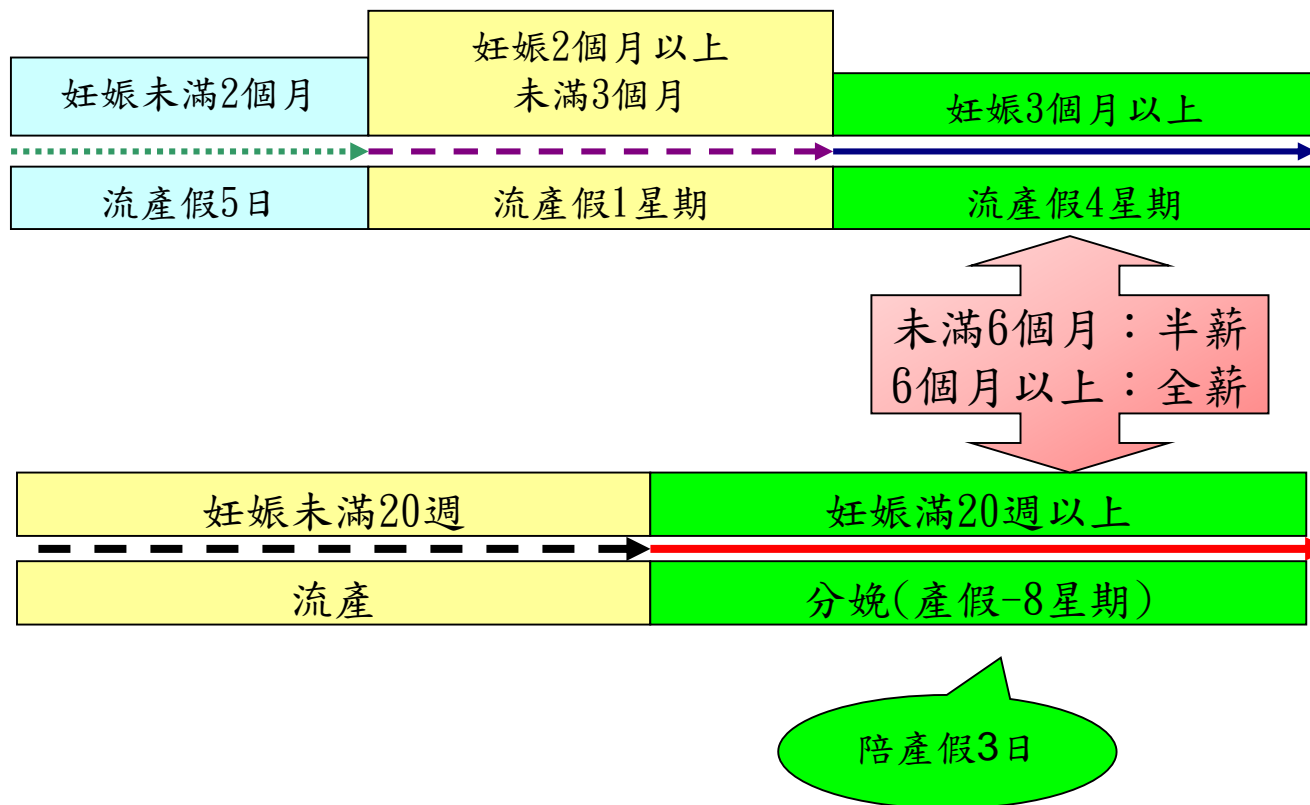 妊娠未滿2個月
妊娠2個月以上
未滿3個月
妊娠3個月以上
流產假5日
流產假1星期
流產假4星期
未滿6個月：半薪
6個月以上：全薪
妊娠未滿20週
妊娠滿20週以上
流產
分娩(產假-8星期)
陪產假3日